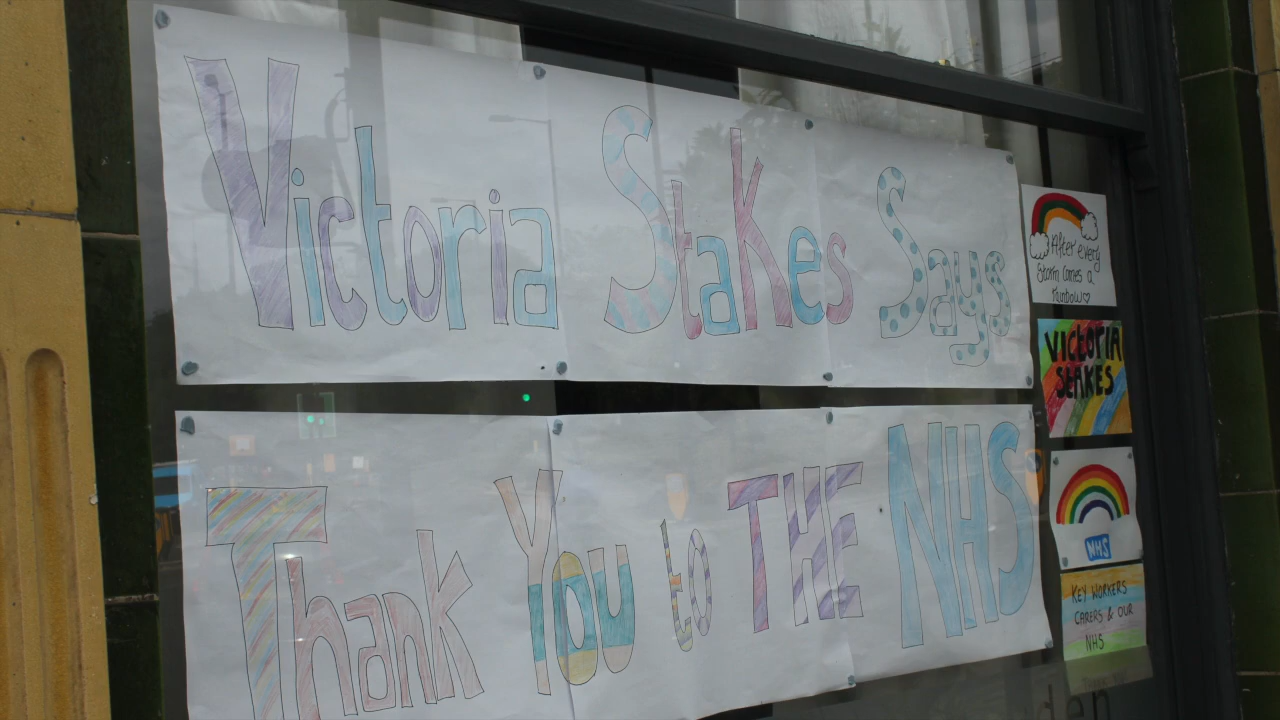 Victoria Stakes Says
Thank You to THE NHS
After every
Storm comes a
rainbow
VICTORIA
STAKES
NHS
KEY WORKERS
CARERS & OUR
NHS